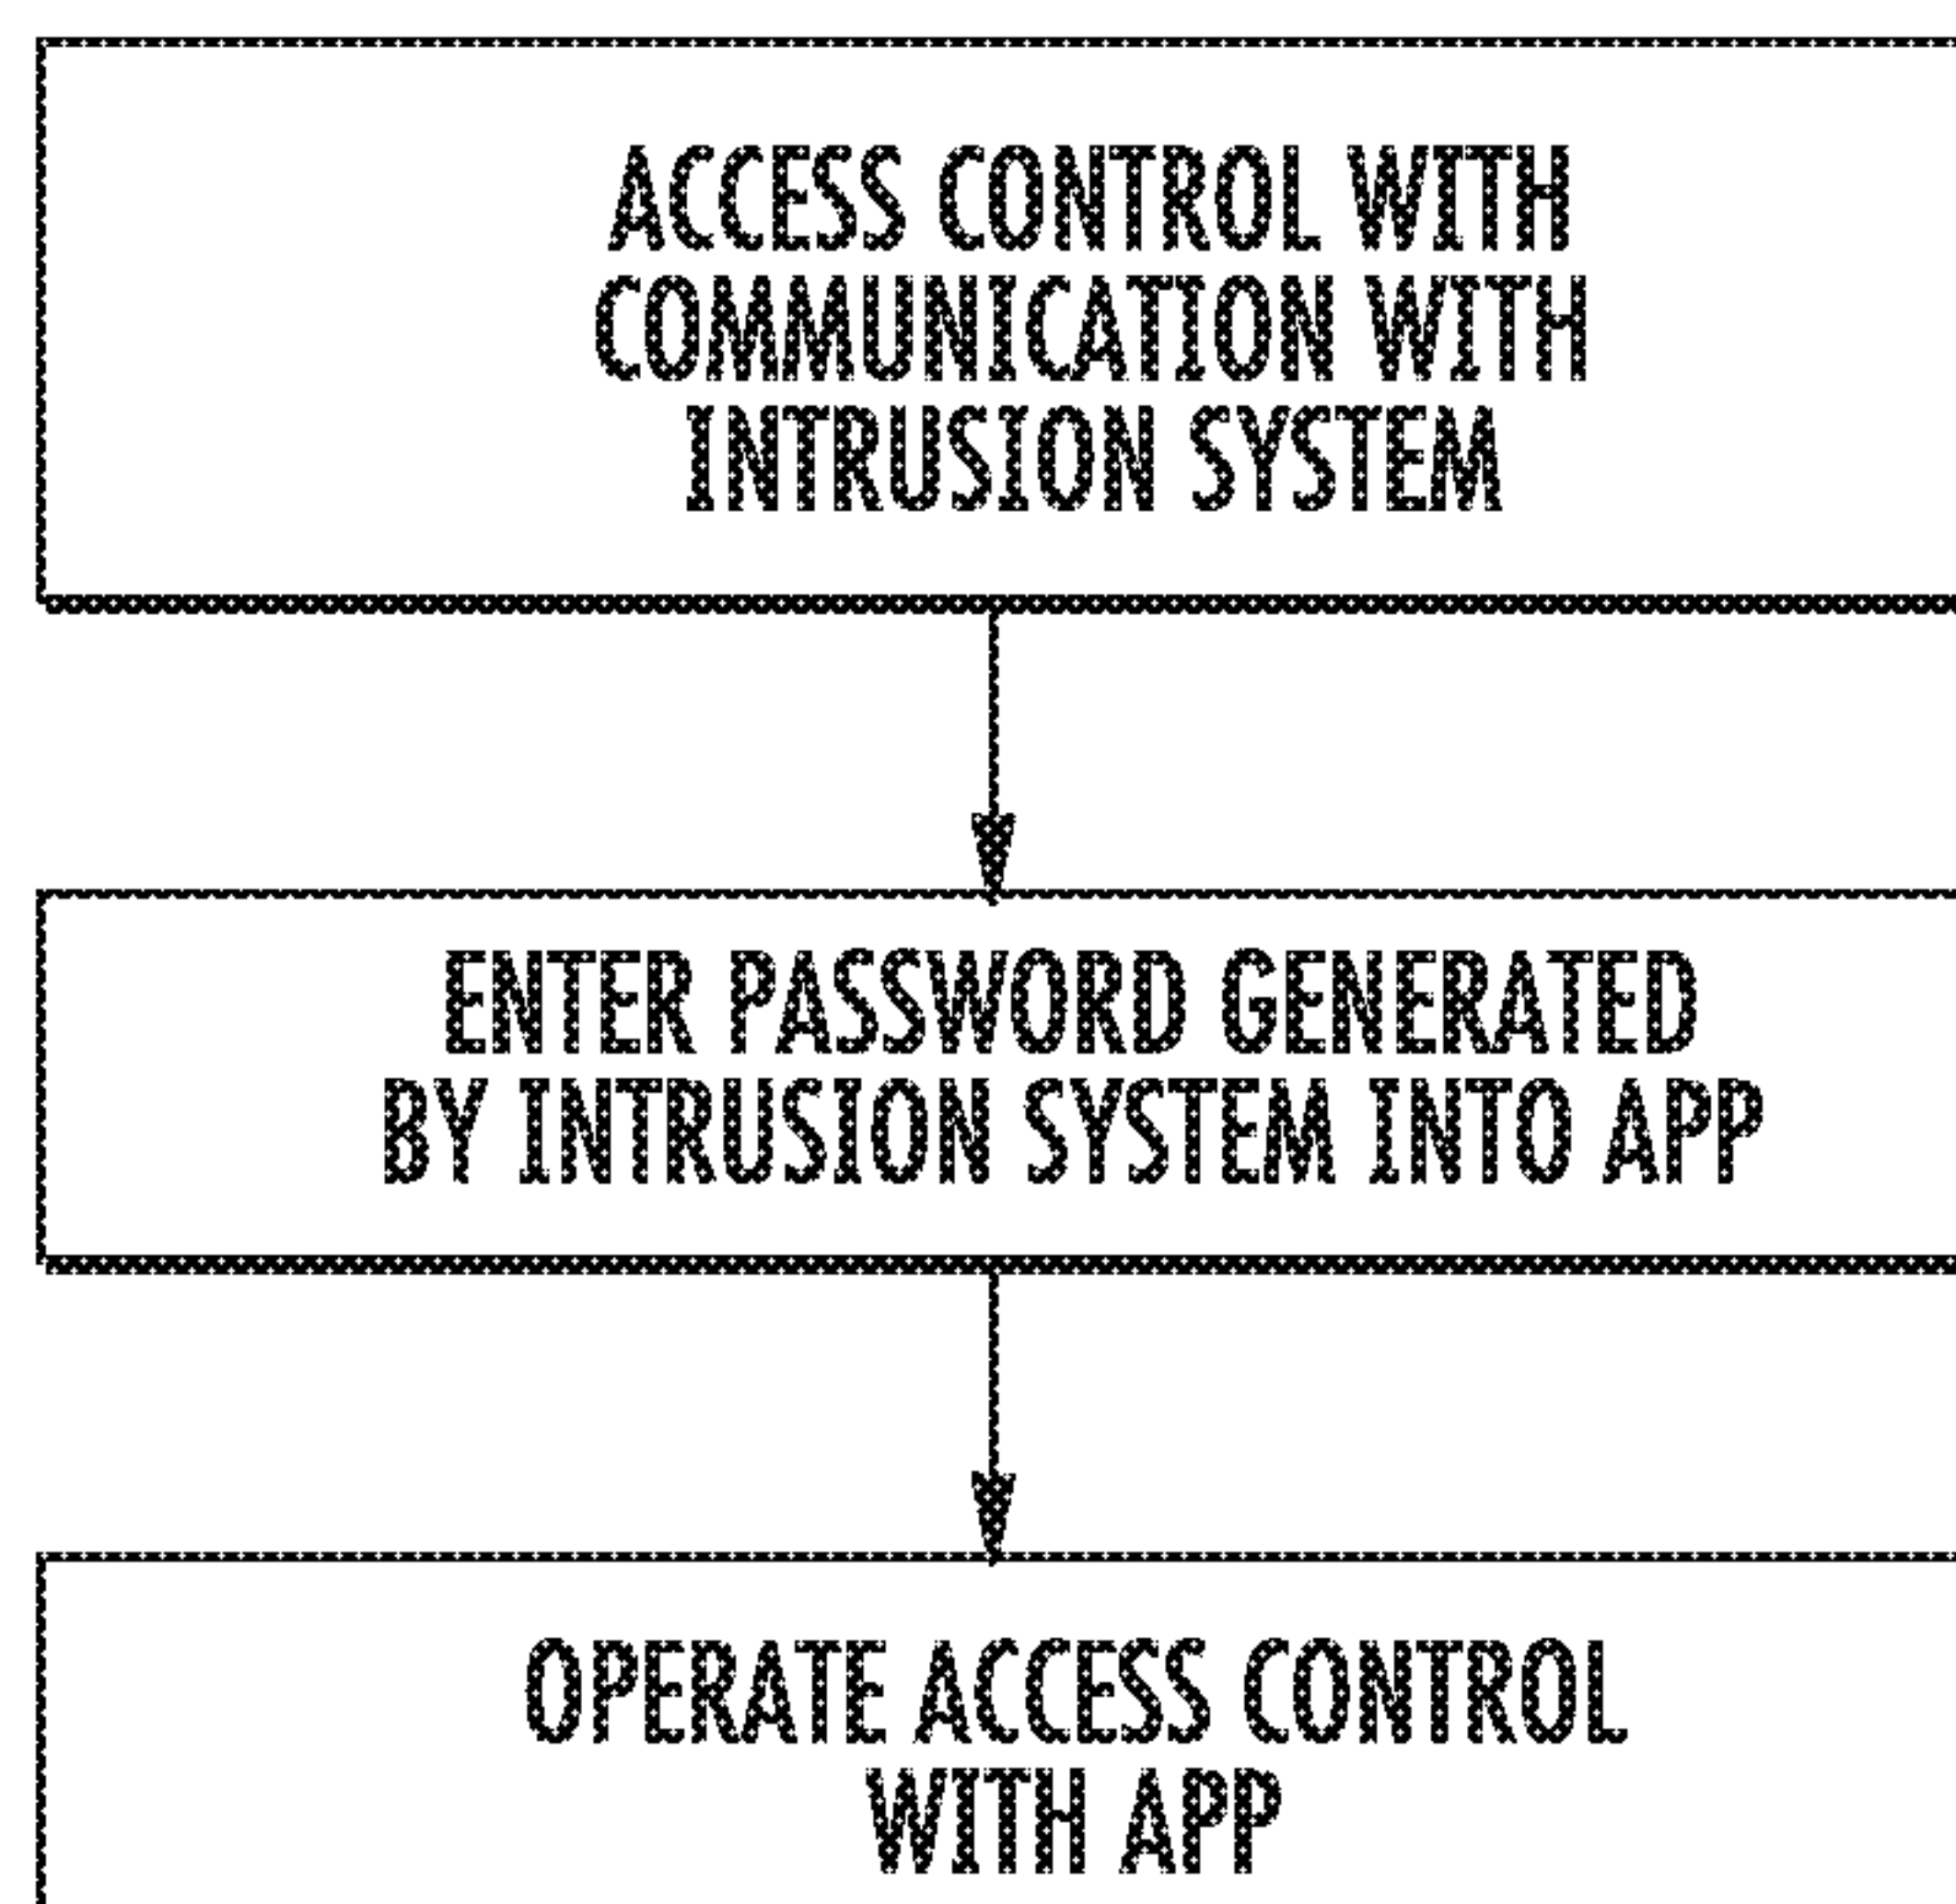 ACCESS CONTROL WITH
COMMUNICATION WITH
INTRUSION SYSTEM
ENTER PASSWORD GENERATED
BY INTRUSION SYSTEM INTO APP
OPERATE ACCESS CONTROL
WITH APP